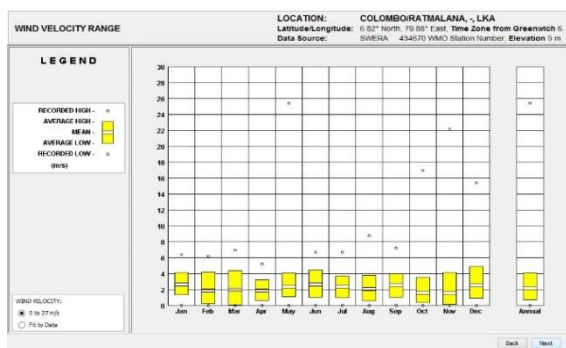 WIND VELOCITY RANGE
LOCATION: COLOMBO/RATMALANA, -, LKA
Latitude/Longitude: 6.82° North, 79.88° East, Time Zone from Greenwich 6
Data Source: SWERA 434670 WMO Station Number, Elevation 5 m
LEGEND
RECORDED HIGH -
AVERAGE HIGH -
MEAN -
AVERAGE LOW -
RECORDED LOW -
(m/s)
WIND VELOCITY:
0 to 27 m/s
Fit to Data
30
28
26
24
22
20
18
16
14
12
10
8
6
4
2
0
Jan Feb Mar Apr May Jun Jul Aug Sep Oct Nov Dec Annual
Back Next